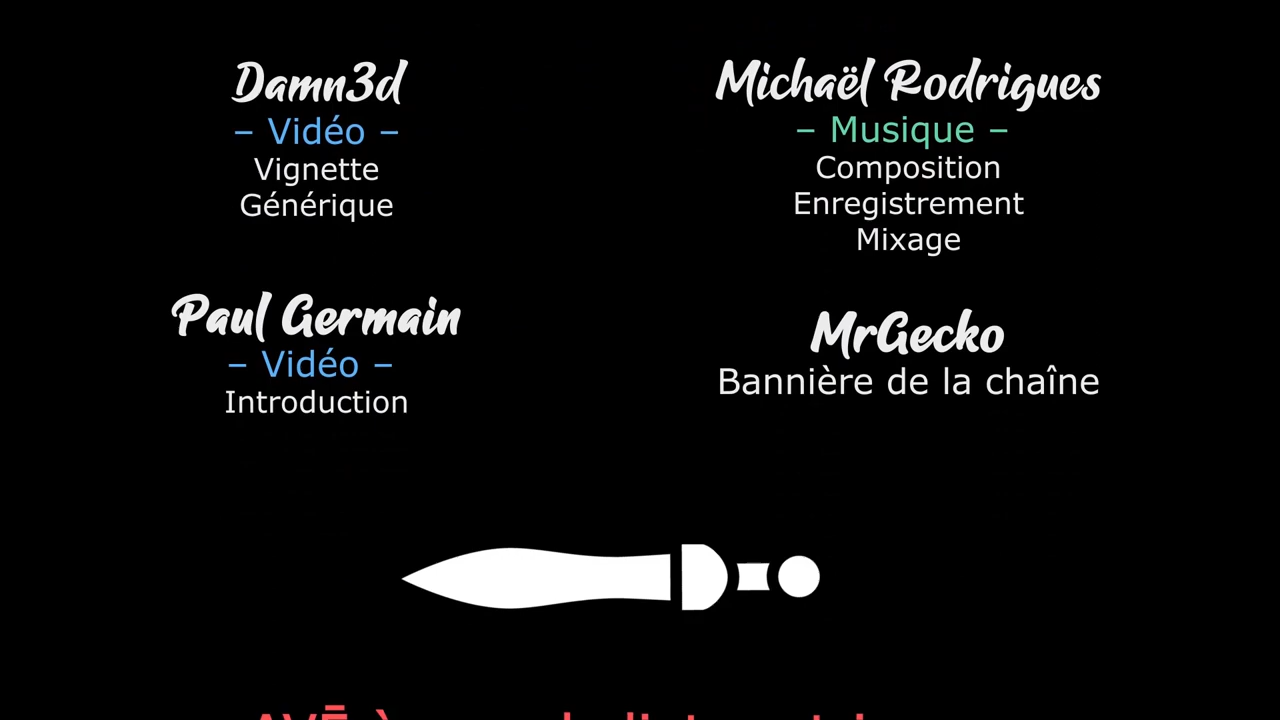 Damn3d
– Vidéo –
Vignette
Générique
Michaël Rodrigues
– Musique –
Composition
Enregistrement
Mixage
Paul Germain
– Vidéo –
Introduction
MrGecko
Bannière de la chaîne
AVĒ à